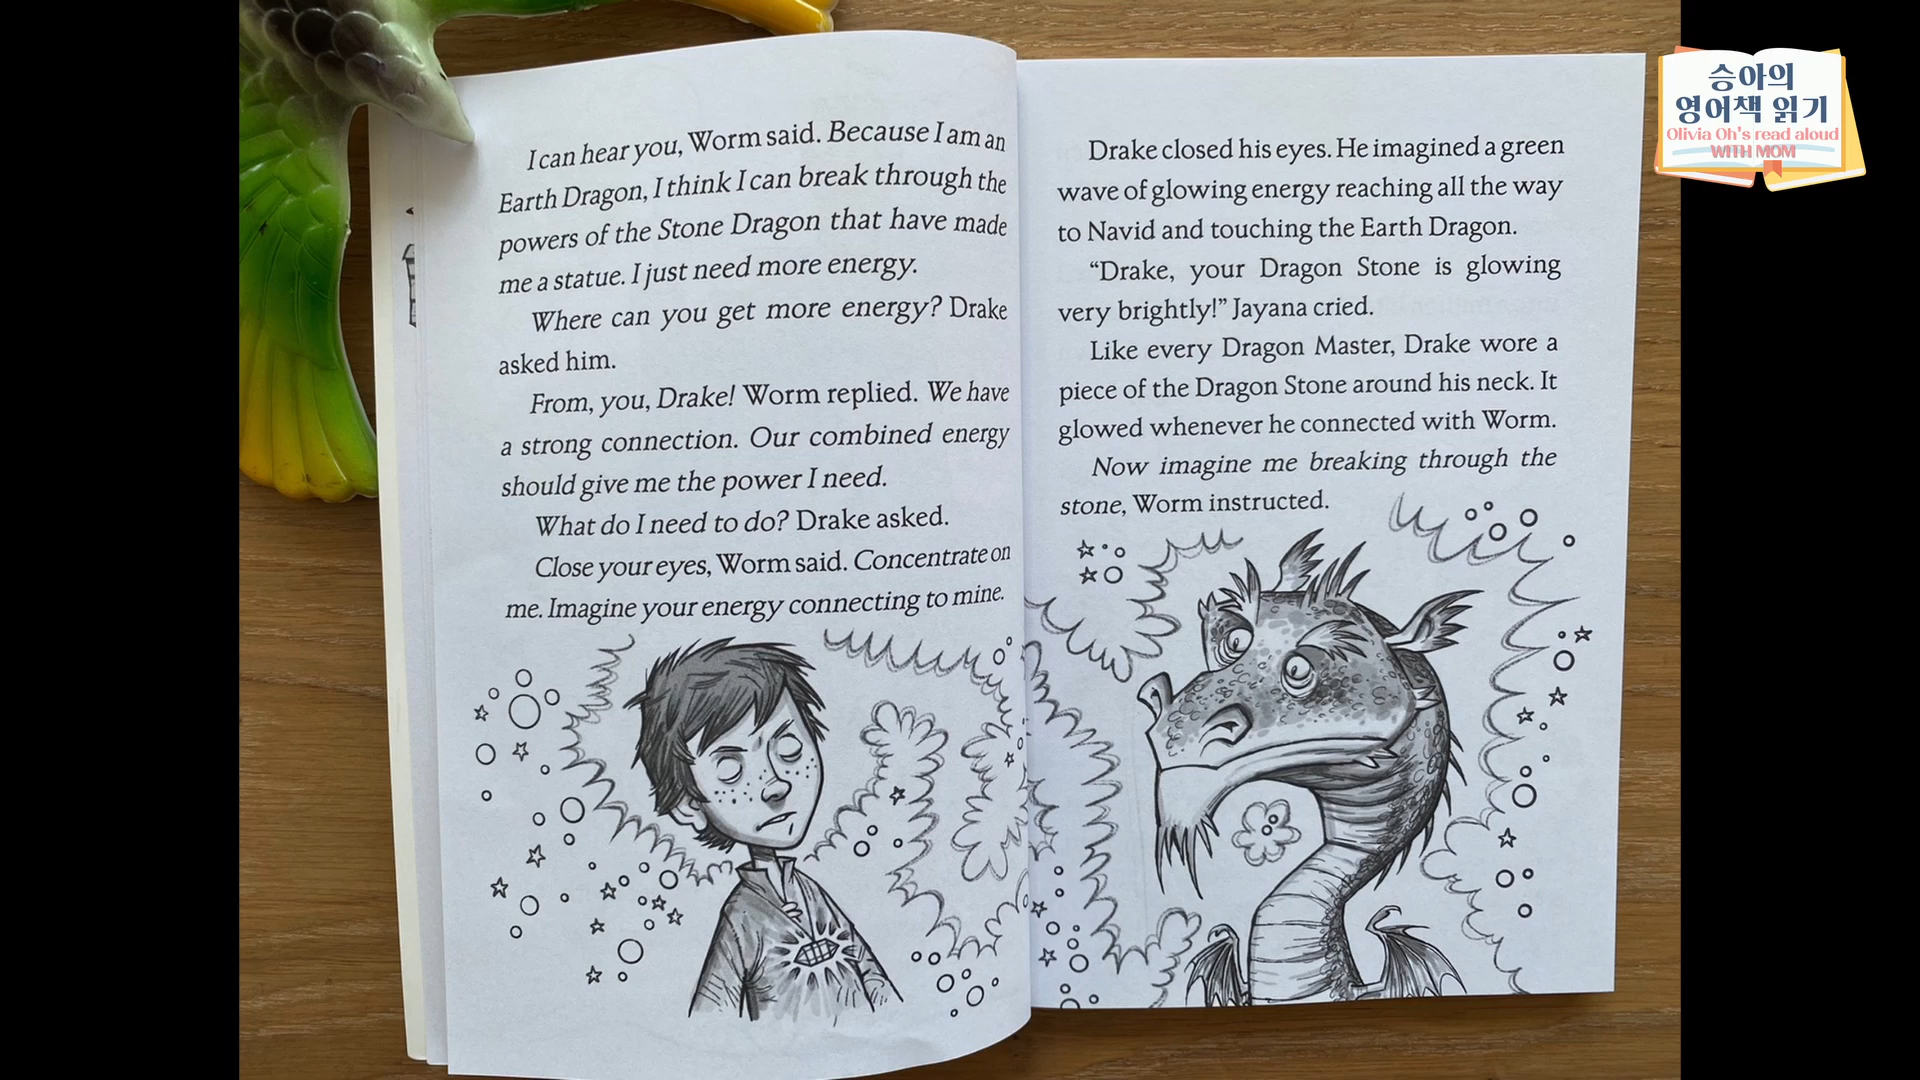 I can hear you, Worm said. Because I am an
Earth Dragon, I think I can break through the
powers of the Stone Dragon that have made
me a statue. I just need more energy.
Where can you get more energy? Drake
asked him.
From, you, Drake! Worm replied. We have
a strong connection. Our combined energy
should give me the power I need.
What do I need to do? Drake asked.
Close your eyes, Worm said. Concentrate on
me. Imagine your energy connecting to mine.
Drake closed his eyes. He imagined a green
wave of glowing energy reaching all the way
to Navid and touching the Earth Dragon.
“Drake, your Dragon Stone is glowing
very brightly!” Jayana cried.
Like every Dragon Master, Drake wore a
piece of the Dragon Stone around his neck. It
glowed whenever he connected with Worm.
Now imagine me breaking through the
stone, Worm instructed.
승아의
영어책 읽기
Olivia Oh's read aloud
WITH MOM